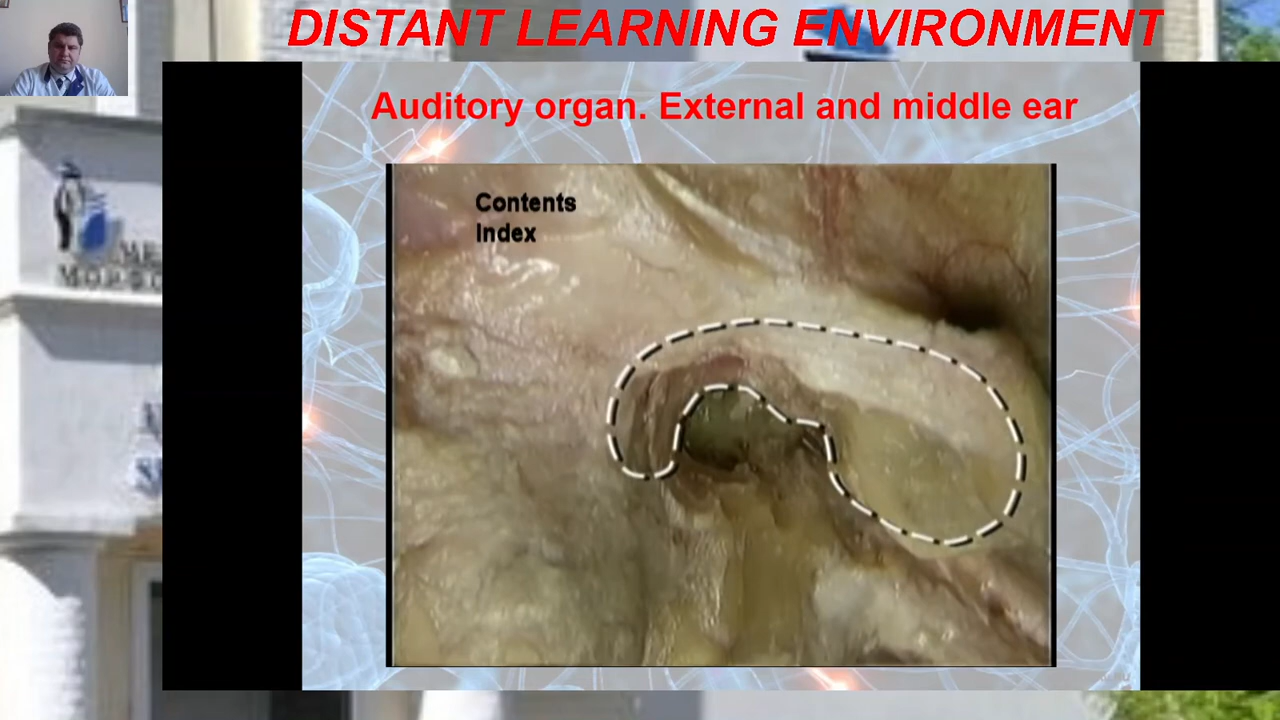 DISTANT LEARNING ENVIRONMENT
Auditory organ. External and middle ear
Contents
Index